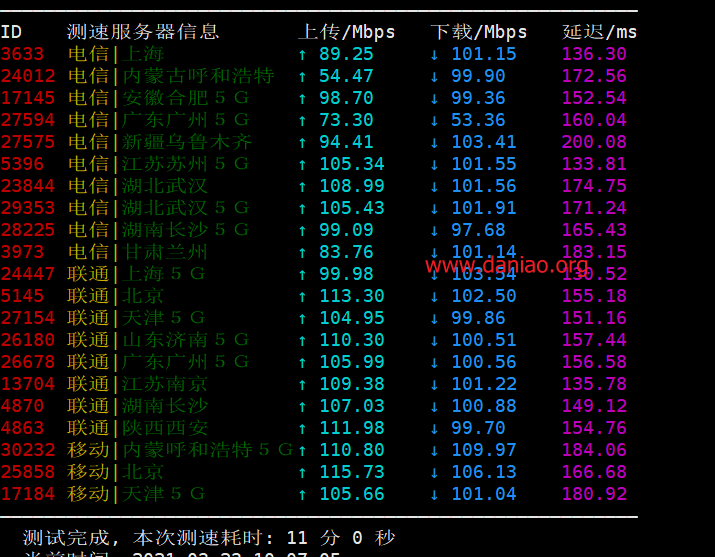 ID 测速服务器信息 上传/Mbps 下载/Mbps 延迟/ms
3633 电信|上海 ↑ 89.25 ↓ 101.15 136.30
24012 电信|内蒙古呼和浩特 ↑ 54.47 ↓ 99.90 172.56
17145 电信|安徽合肥５Ｇ ↑ 98.70 ↓ 99.36 152.54
27594 电信|广东广州５Ｇ ↑ 73.30 ↓ 53.36 160.04
27575 电信|新疆乌鲁木齐 ↑ 94.41 ↓ 103.41 200.08
5396 电信|江苏苏州５Ｇ ↑ 105.34 ↓ 101.55 133.81
23844 电信|湖北武汉 ↑ 108.99 ↓ 101.56 174.75
29353 电信|湖北武汉５Ｇ ↑ 105.43 ↓ 101.91 171.24
28225 电信|湖南长沙５Ｇ ↑ 99.09 ↓ 97.68 165.43
3973 电信|甘肃兰州 ↑ 83.76 ↓ 101.14 183.15
www.daniao.org
24447 联通|上海５Ｇ ↑ 99.98 ↓ 103.54 130.52
5145 联通|北京 ↑ 113.30 ↓ 102.50 155.18
27154 联通|天津５Ｇ ↑ 104.95 ↓ 99.86 151.16
26180 联通|山东济南５Ｇ ↑ 110.30 ↓ 100.51 157.44
26678 联通|广东广州５Ｇ ↑ 105.99 ↓ 100.56 156.58
13704 联通|江苏南京 ↑ 109.38 ↓ 101.22 135.78
4870 联通|湖南长沙 ↑ 107.03 ↓ 100.88 149.12
4863 联通|陕西西安 ↑ 111.98 ↓ 99.70 154.76
30232 移动|内蒙呼和浩特５Ｇ ↑ 110.80 ↓ 109.97 184.06
25858 移动|北京 ↑ 115.73 ↓ 106.13 166.68
17184 移动|天津５Ｇ ↑ 105.66 ↓ 101.04 180.92
测试完成, 本次测速耗时: 11 分 0 秒